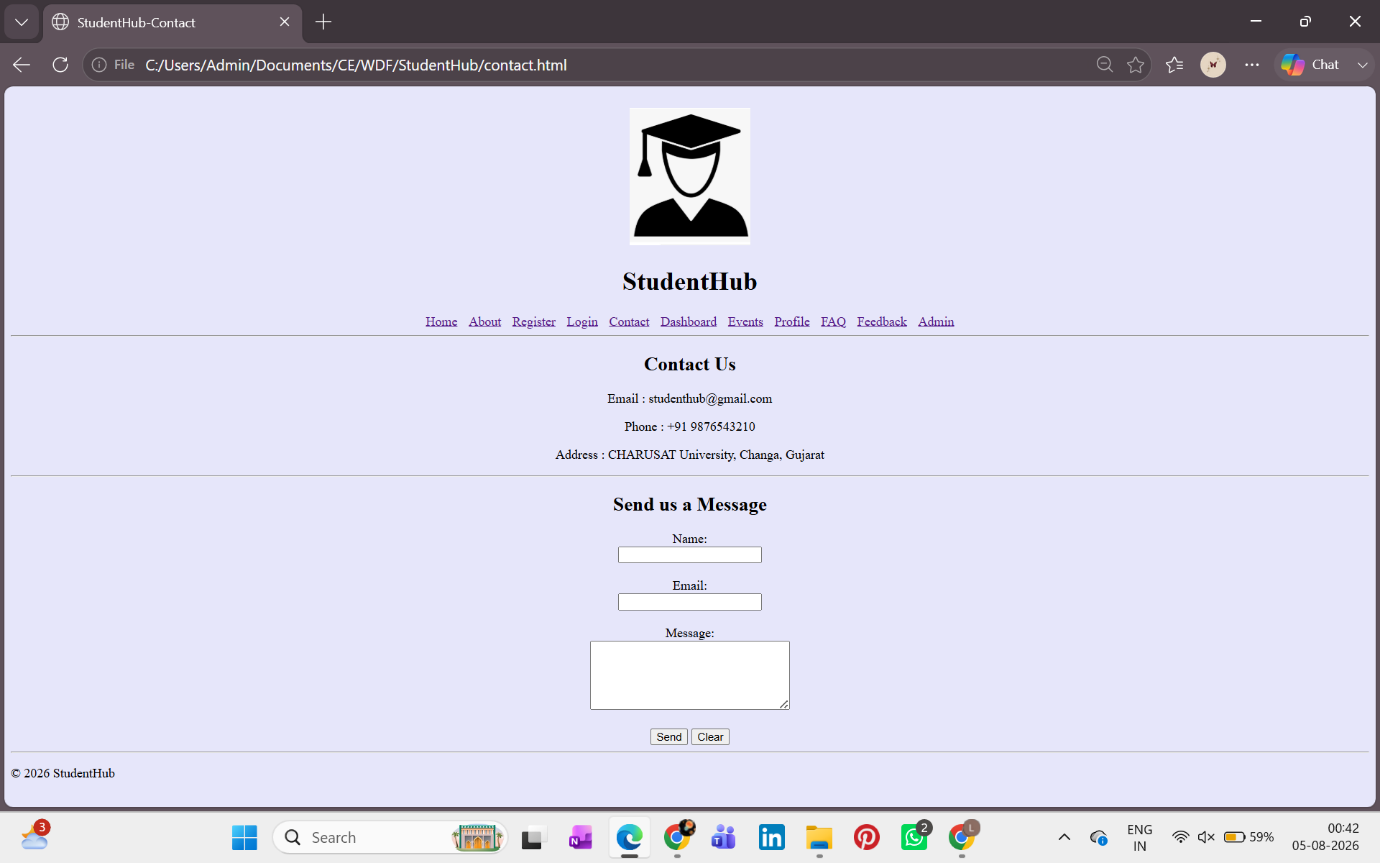 StudentHub-Contact
File C:/Users/Admin/Documents/CE/WDF/StudentHub/contact.html
Chat
StudentHub
Home About Register Login Contact Dashboard Events Profile FAQ Feedback Admin
Contact Us
Email : studenthub@gmail.com
Phone : +91 9876543210
Address : CHARUSAT University, Changa, Gujarat
Send us a Message
Name:
Email:
Message:
Send Clear
© 2026 StudentHub
3
Search
N
T
in
2
L
ENG
IN
59%
00:42
05-08-2026